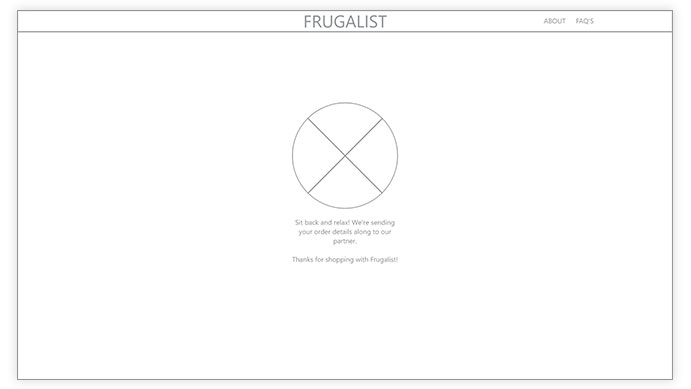 FRUGALIST
ABOUT FAQ'S
Sit back and relax! We're sending
your order details along to our
partner.
Thanks for shopping with Frugalist!